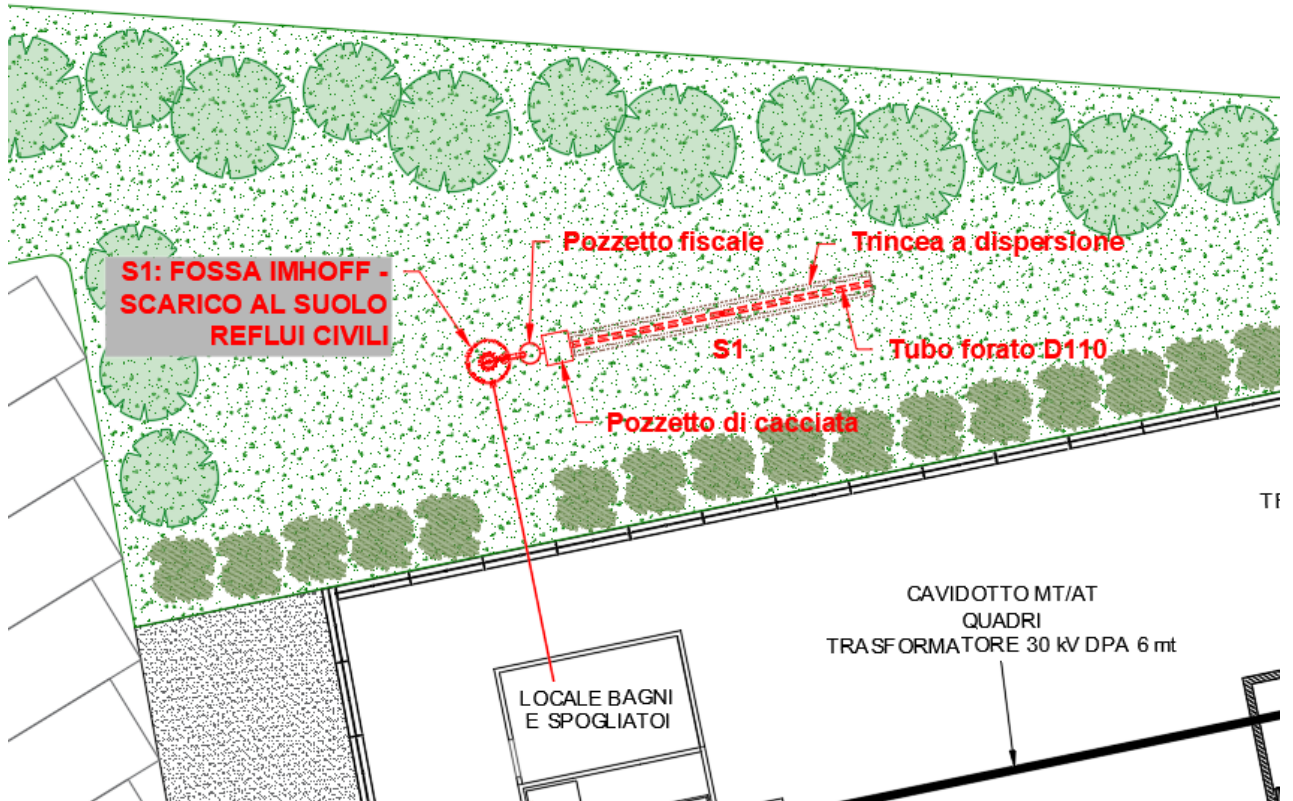 Pozzetto fiscale
Trincea a dispersione
S1: FOSSA IMHOFF -
SCARICO AL SUOLO
REFLUI CIVILI
S1
Tubo forato D110
Pozzetto di cacciata
CAVIDOTTO MT/AT
QUADRI
TRASFORMATORE 30 kV DPA 6 mt
LOCALE BAGNI
E SPOGLIATOI